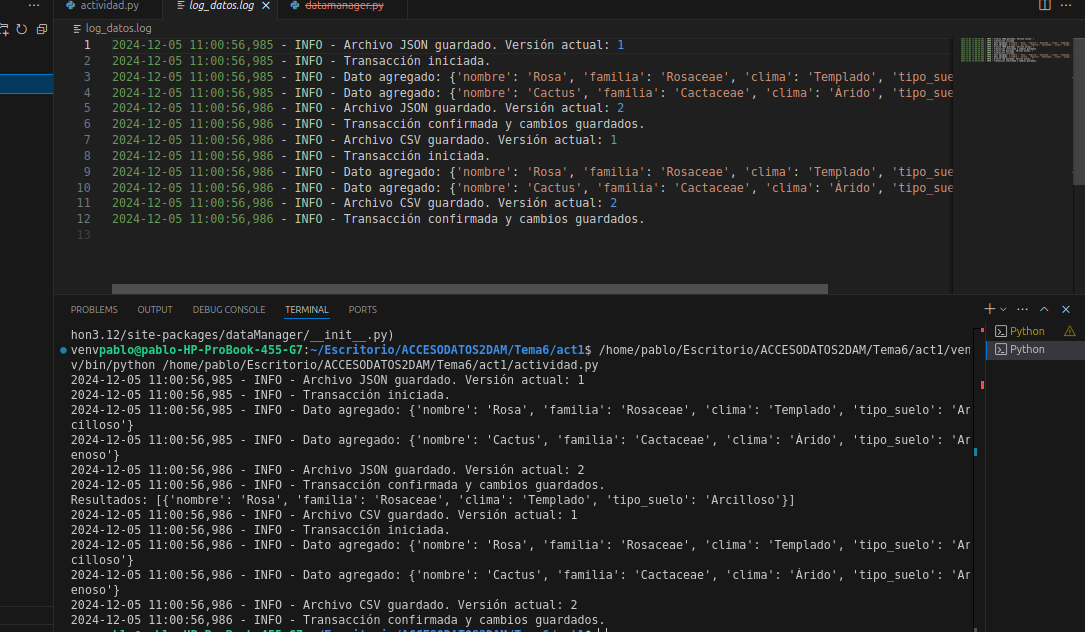 actividad.py
log_datos.log
datamanager.py
log_datos.log
1 2024-12-05 11:00:56,985 - INFO - Archivo JSON guardado. Versión actual: 1
2 2024-12-05 11:00:56,985 - INFO - Transacción iniciada.
3 2024-12-05 11:00:56,985 - INFO - Dato agregado: {'nombre': 'Rosa', 'familia': 'Rosaceae', 'clima': 'Templado', 'tipo_sue
4 2024-12-05 11:00:56,985 - INFO - Dato agregado: {'nombre': 'Cactus', 'familia': 'Cactaceae', 'clima': 'Árido', 'tipo_sue
5 2024-12-05 11:00:56,986 - INFO - Archivo JSON guardado. Versión actual: 2
6 2024-12-05 11:00:56,986 - INFO - Transacción confirmada y cambios guardados.
7 2024-12-05 11:00:56,986 - INFO - Archivo CSV guardado. Versión actual: 1
8 2024-12-05 11:00:56,986 - INFO - Transacción iniciada.
9 2024-12-05 11:00:56,986 - INFO - Dato agregado: {'nombre': 'Rosa', 'familia': 'Rosaceae', 'clima': 'Templado', 'tipo_sue
10 2024-12-05 11:00:56,986 - INFO - Dato agregado: {'nombre': 'Cactus', 'familia': 'Cactaceae', 'clima': 'Árido', 'tipo_sue
11 2024-12-05 11:00:56,986 - INFO - Archivo CSV guardado. Versión actual: 2
12 2024-12-05 11:00:56,986 - INFO - Transacción confirmada y cambios guardados.
13
PROBLEMS OUTPUT DEBUG CONSOLE TERMINAL PORTS
hon3.12/site-packages/dataManager/__init__.py)
venvpablo@pablo-HP-ProBook-455-G7:~/Escritorio/ACCESODATOS2DAM/Tema6/act1$ /home/pablo/Escritorio/ACCESODATOS2DAM/Tema6/act1/ven
v/bin/python /home/pablo/Escritorio/ACCESODATOS2DAM/Tema6/act1/actividad.py
2024-12-05 11:00:56,985 - INFO - Archivo JSON guardado. Versión actual: 1
2024-12-05 11:00:56,985 - INFO - Transacción iniciada.
2024-12-05 11:00:56,985 - INFO - Dato agregado: {'nombre': 'Rosa', 'familia': 'Rosaceae', 'clima': 'Templado', 'tipo_suelo': 'Ar
cilloso'}
2024-12-05 11:00:56,985 - INFO - Dato agregado: {'nombre': 'Cactus', 'familia': 'Cactaceae', 'clima': 'Árido', 'tipo_suelo': 'Ar
enoso'}
2024-12-05 11:00:56,986 - INFO - Archivo JSON guardado. Versión actual: 2
2024-12-05 11:00:56,986 - INFO - Transacción confirmada y cambios guardados.
Resultados: [{'nombre': 'Rosa', 'familia': 'Rosaceae', 'clima': 'Templado', 'tipo_suelo': 'Arcilloso'}]
2024-12-05 11:00:56,986 - INFO - Archivo CSV guardado. Versión actual: 1
2024-12-05 11:00:56,986 - INFO - Transacción iniciada.
2024-12-05 11:00:56,986 - INFO - Dato agregado: {'nombre': 'Rosa', 'familia': 'Rosaceae', 'clima': 'Templado', 'tipo_suelo': 'Ar
cilloso'}
2024-12-05 11:00:56,986 - INFO - Dato agregado: {'nombre': 'Cactus', 'familia': 'Cactaceae', 'clima': 'Árido', 'tipo_suelo': 'Ar
enoso'}
2024-12-05 11:00:56,986 - INFO - Archivo CSV guardado. Versión actual: 2
2024-12-05 11:00:56,986 - INFO - Transacción confirmada y cambios guardados.
Python
Python